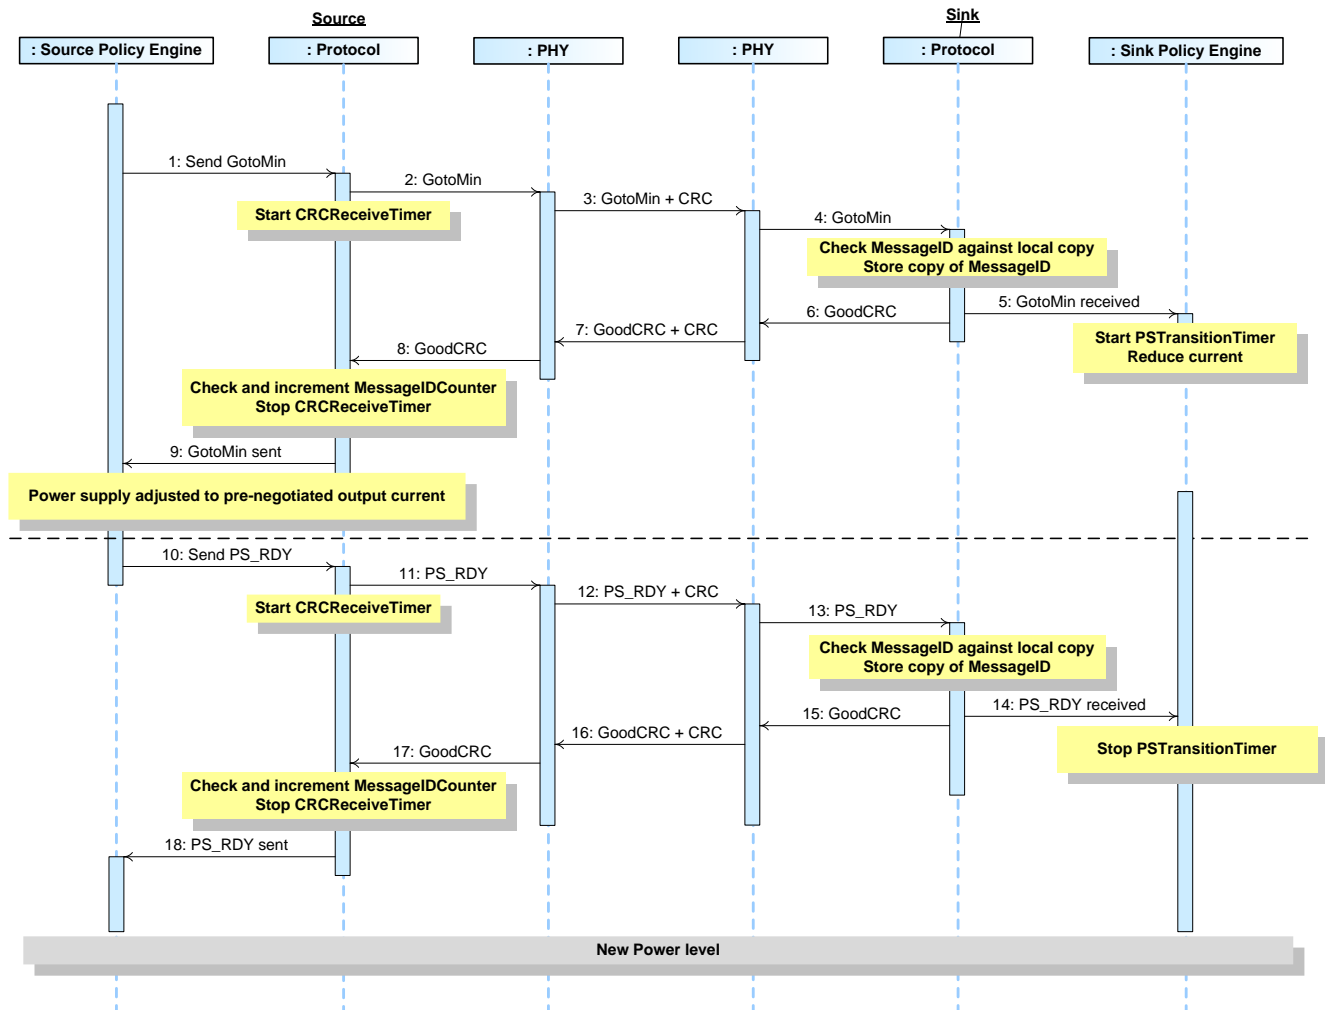 Source
Sink
: Source Policy Engine
: Protocol
: PHY
: PHY
: Protocol
: Sink Policy Engine
1: Send GotoMin
2: GotoMin
Start CRCReceiveTimer
3: GotoMin + CRC
4: GotoMin
Check MessageID against local copy
Store copy of MessageID
5: GotoMin received
6: GoodCRC
7: GoodCRC + CRC
Start PSTransitionTimer
Reduce current
8: GoodCRC
Check and increment MessageIDCounter
Stop CRCReceiveTimer
9: GotoMin sent
Power supply adjusted to pre-negotiated output current
10: Send PS_RDY
11: PS_RDY
Start CRCReceiveTimer
12: PS_RDY + CRC
13: PS_RDY
Check MessageID against local copy
Store copy of MessageID
14: PS_RDY received
15: GoodCRC
16: GoodCRC + CRC
Stop PSTransitionTimer
17: GoodCRC
Check and increment MessageIDCounter
Stop CRCReceiveTimer
18: PS_RDY sent
New Power level